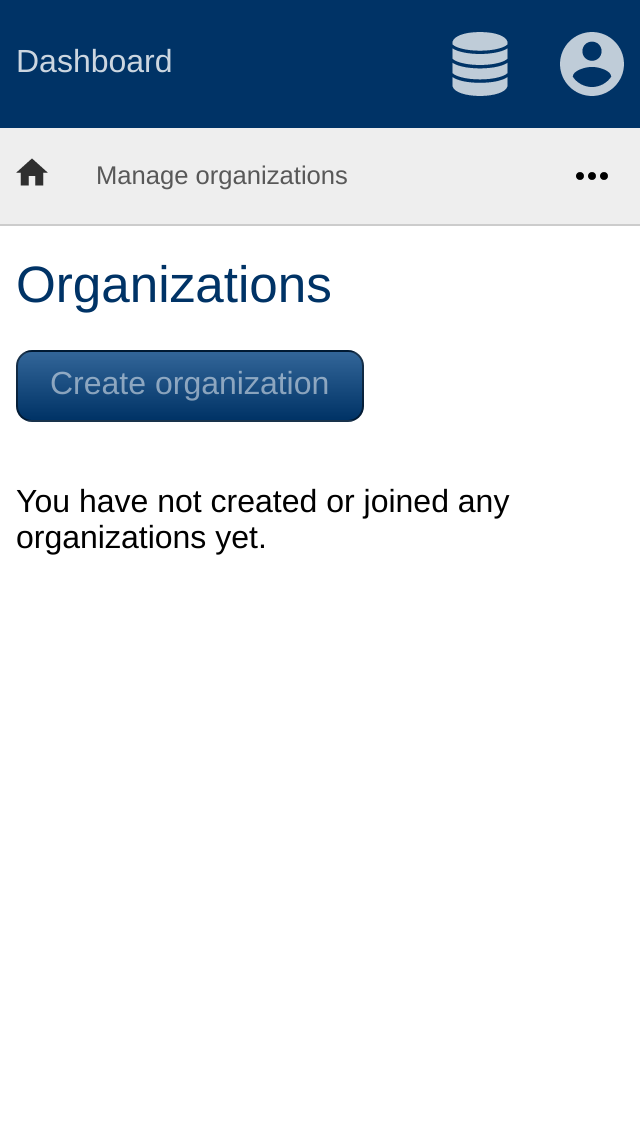 Dashboard
Manage organizations
Organizations
Create organization
You have not created or joined any
organizations yet.